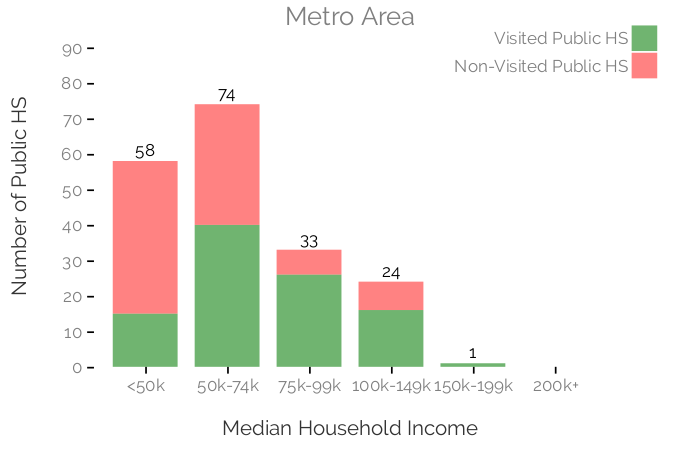 Metro Area
Visited Public HS
Non-Visited Public HS
Number of Public HS
90
80
70
60
50
40
30
20
10
0
58
74
33
24
1
<50k
50k-74k
75k-99k
100k-149k
150k-199k
200k+
Median Household Income